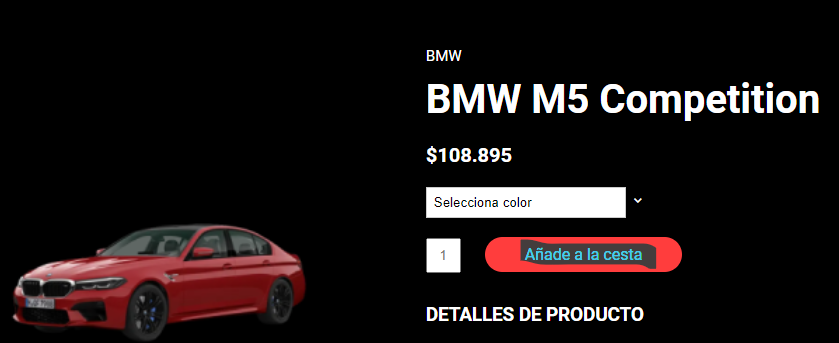 BMW
BMW M5 Competition
$108.895
Selecciona color
1
Añade a la cesta
DETALLES DE PRODUCTO